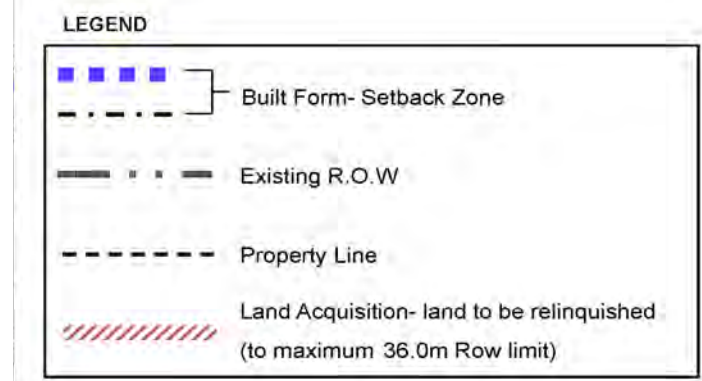 LEGEND
Built Form- Setback Zone
Existing R.O.W
Property Line
Land Acquisition- land to be relinquished
(to maximum 36.0m Row limit)